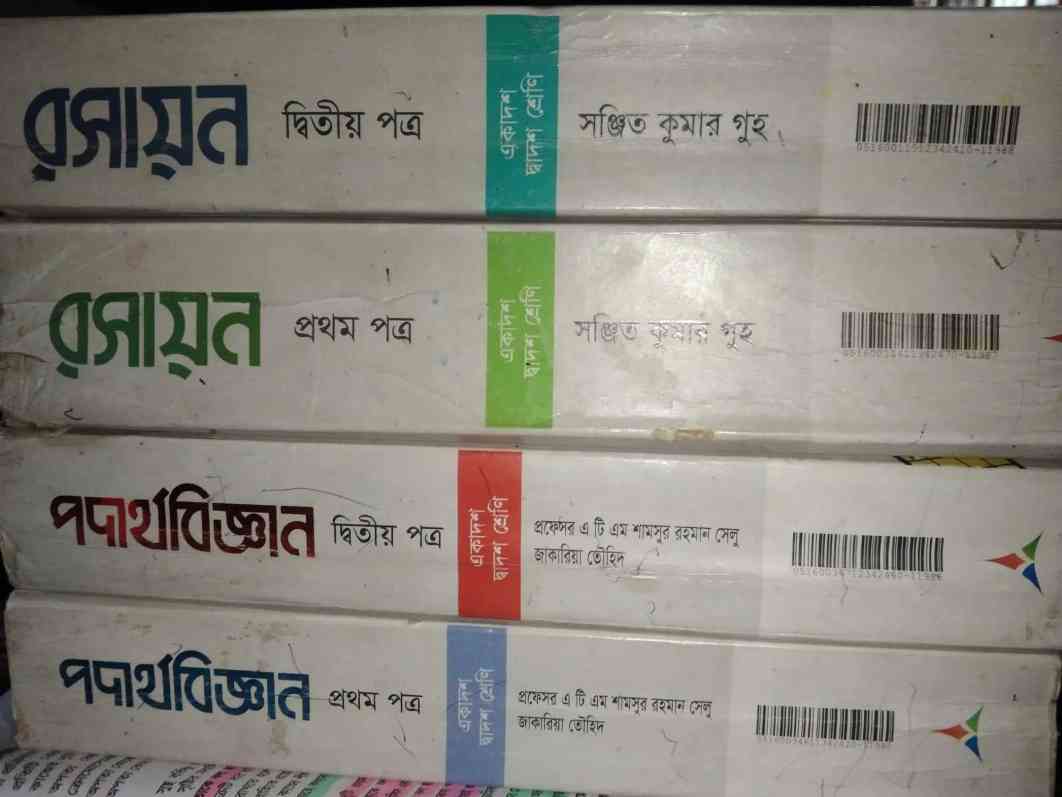 রসায়ন দ্বিতীয় পত্র
একাদশ
দ্বাদশ শ্রেণি
সঞ্জিত কুমার গুহ
রসায়ন প্রথম পত্র
একাদশ
দ্বাদশ শ্রেণি
সঞ্জিত কুমার গুহ
পদার্থবিজ্ঞান দ্বিতীয় পত্র
একাদশ
দ্বাদশ শ্রেণি
প্রফেসর এ টি এম শামসুর রহমান সেলু
জাকারিয়া তৌহিদ
পদার্থবিজ্ঞান প্রথম পত্র
একাদশ
দ্বাদশ শ্রেণি
প্রফেসর এ টি এম শামসুর রহমান সেলু
জাকারিয়া তৌহিদ